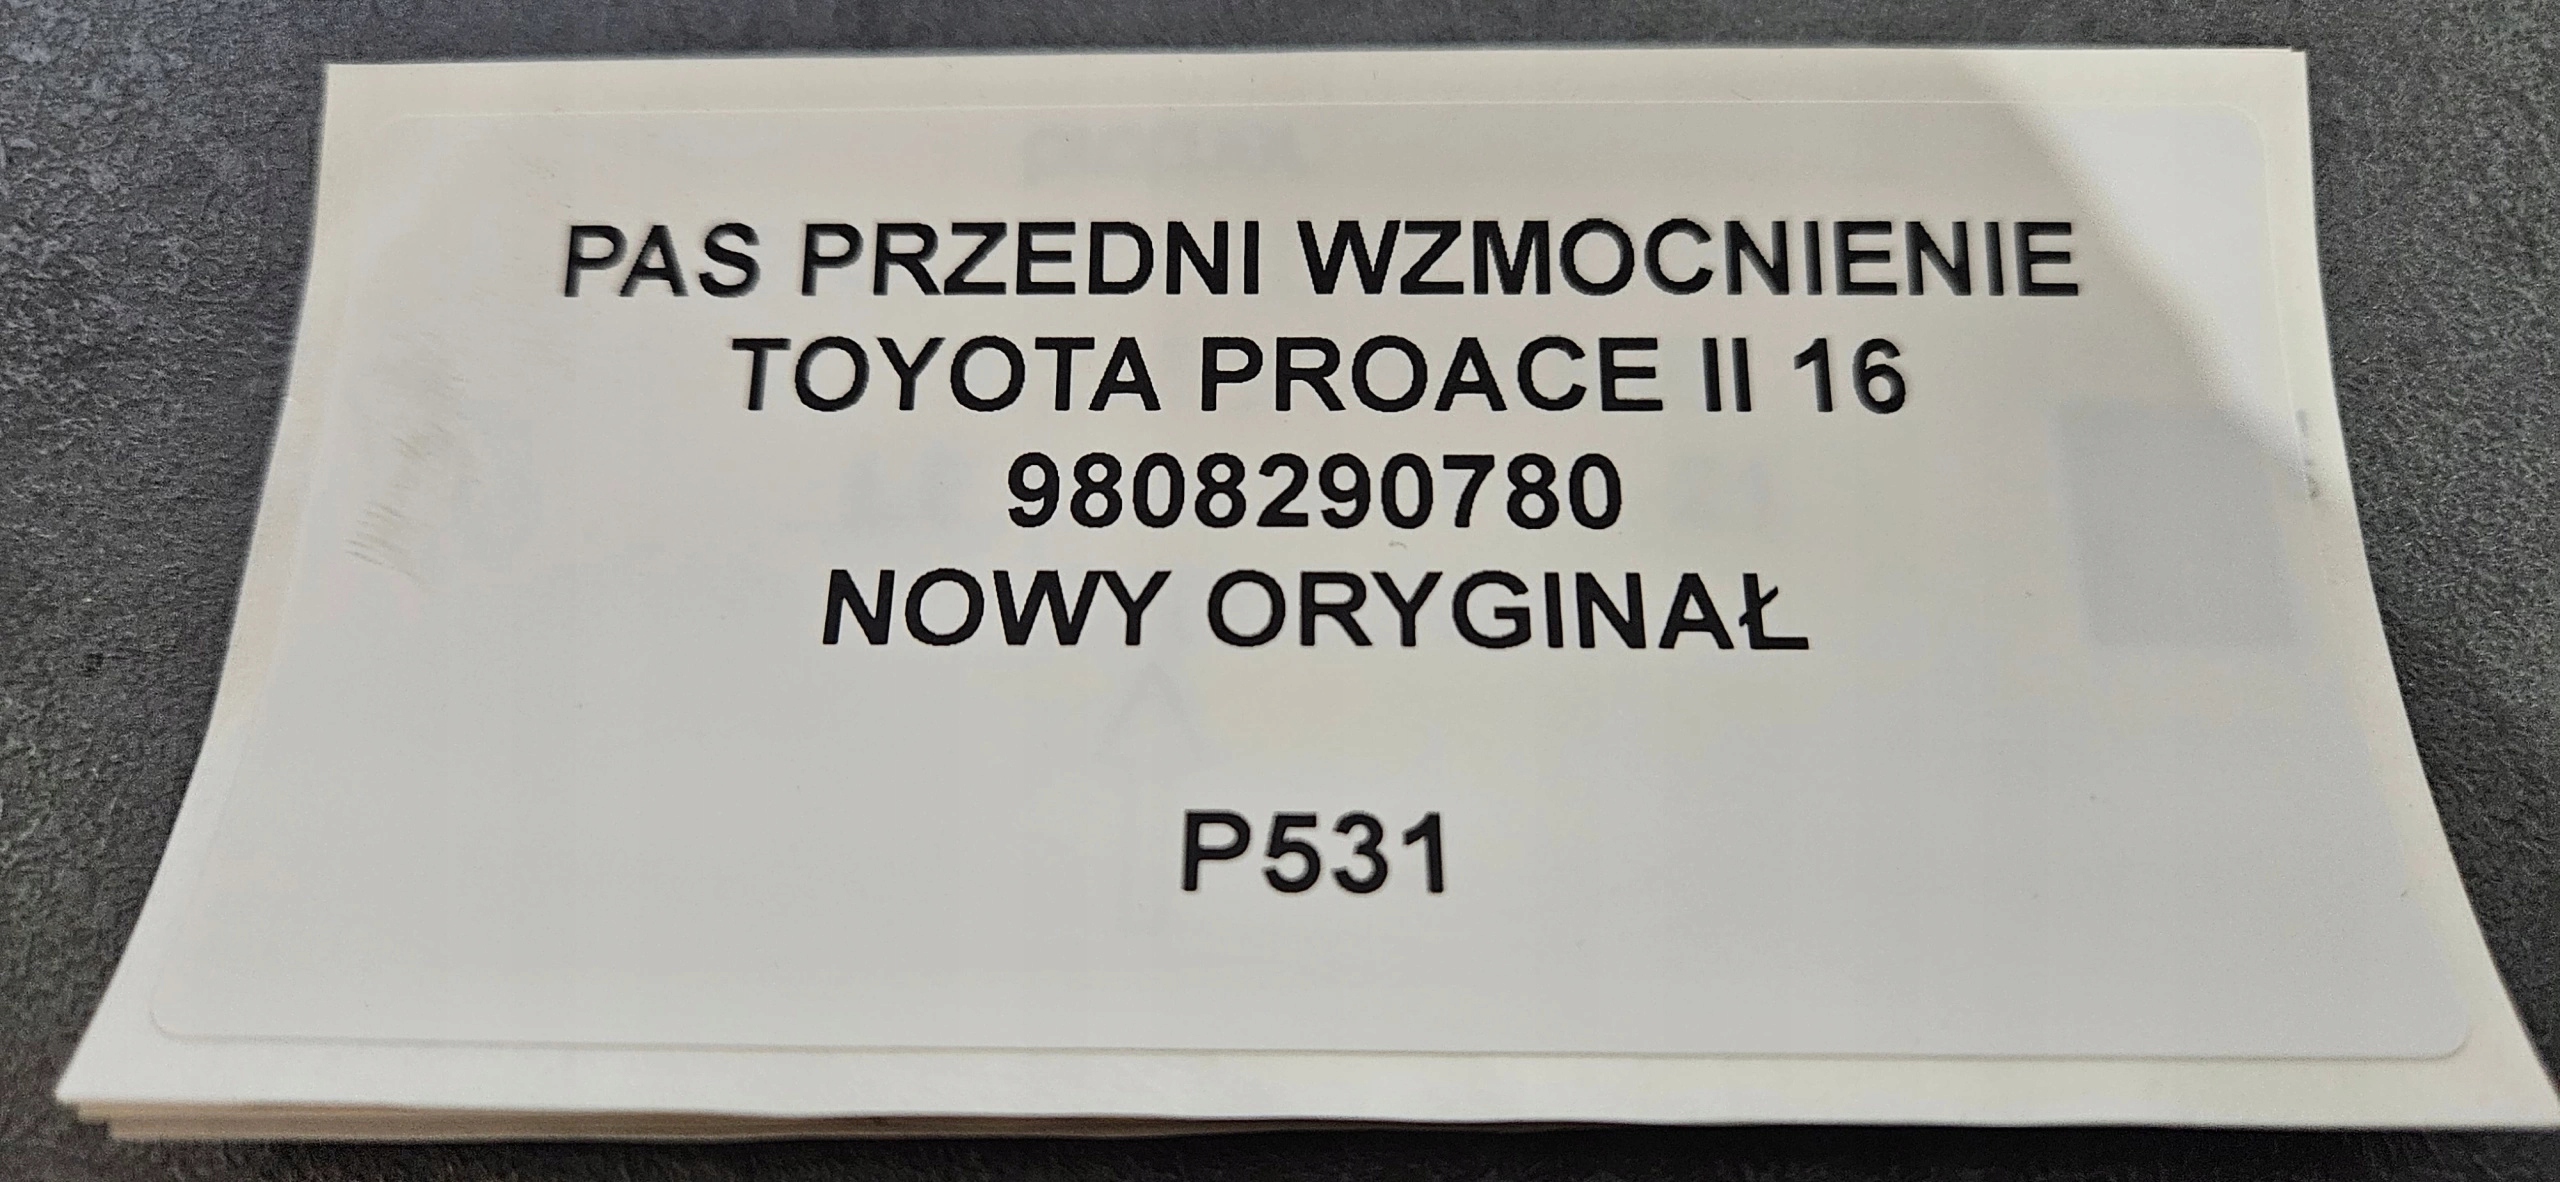 PAS PRZEDNI WZMOCNIENIE
TOYOTA PROACE II 16
9808290780
NOWY ORYGINAŁ
P531